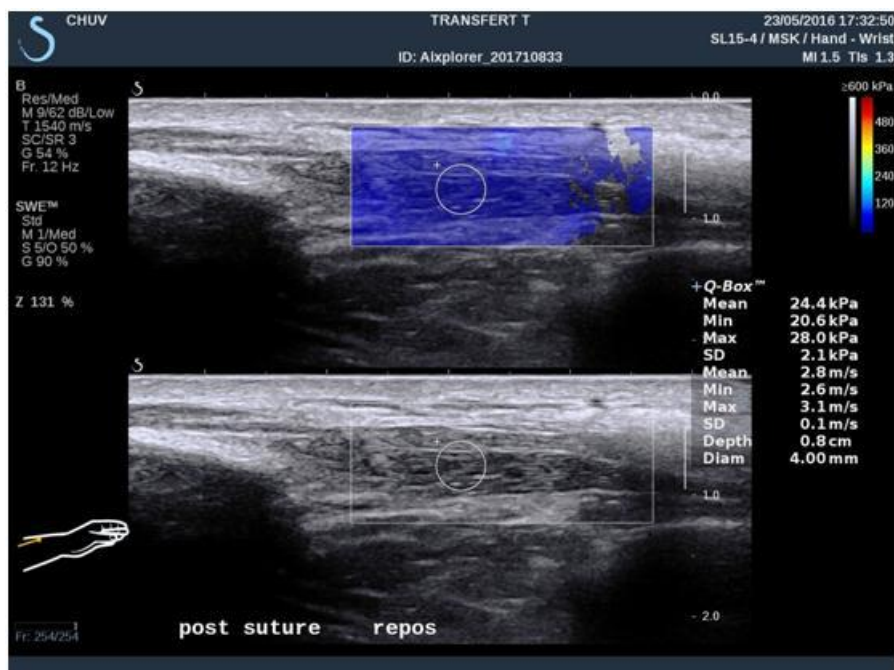 CHUV TRANSFERT T 23/05/2016 17:32:50
SL15-4 / MSK / Hand - Wrist
ID: Aixplorer_201710833 MI 1.5 TIs 1.3
B
Res/Med
M 9/62 dB/Low
T 1540 m/s
SC/SR 3
G 54 %
Fr. 12 Hz
SWE™
Std
M 1/Med
S 5/O 50 %
G 90 %
Z 131 %
≥600 kPa
480
360
240
120
0.0
1.0
+Q-Box™
Mean 24.4 kPa
Min 20.6 kPa
Max 28.0 kPa
SD 2.1 kPa
Mean 2.8 m/s
Min 2.6 m/s
Max 3.1 m/s
SD 0.1 m/s
Depth 0.8 cm
Diam 4.00 mm
1.0
2.0
Fr: 254/254
post suture repos